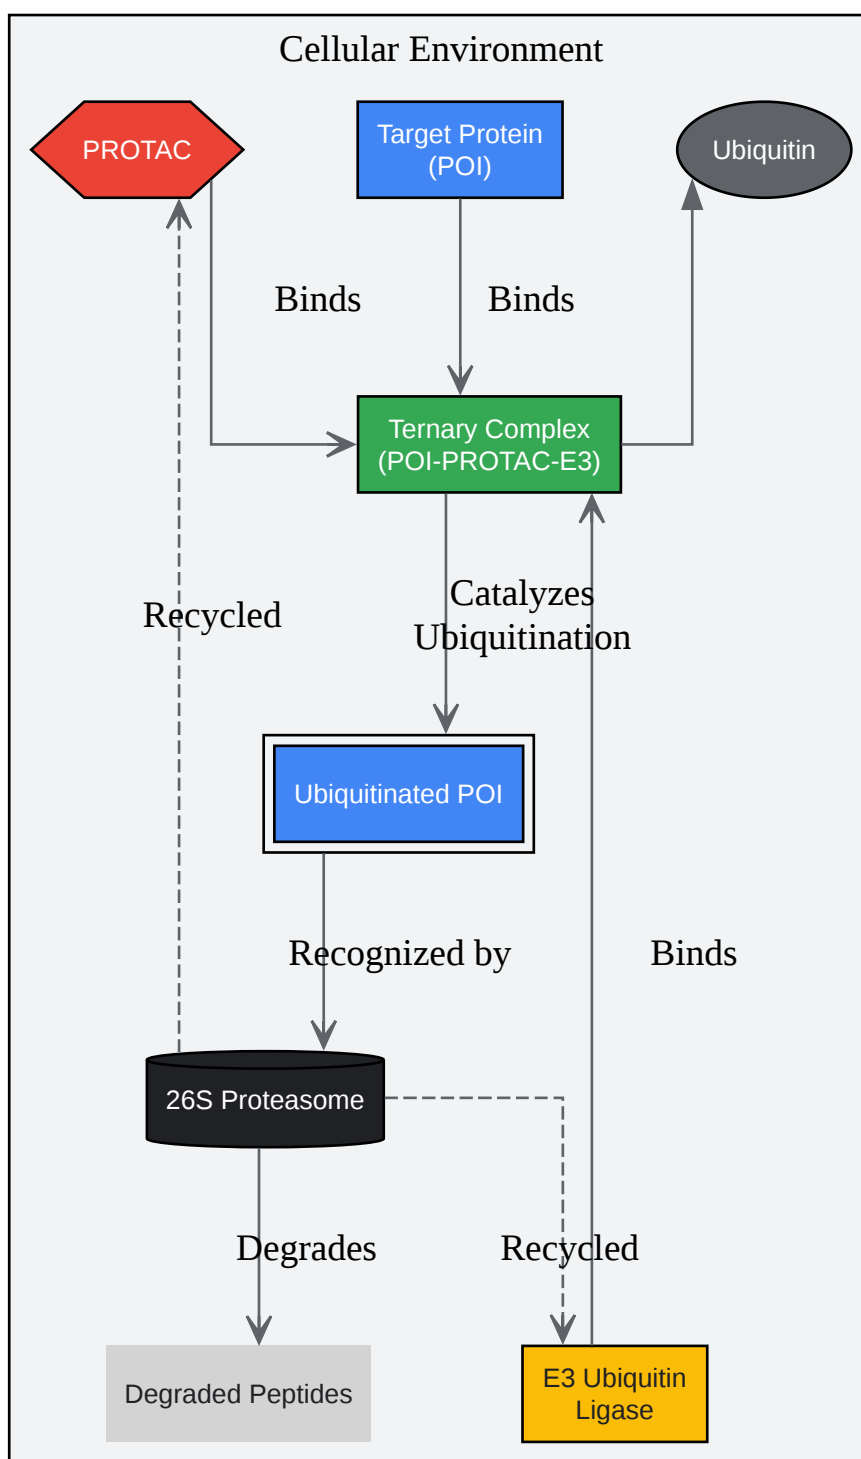 Cellular Environment
PROTAC
Target Protein
(POI)
Ubiquitin
Binds
Binds
Ternary Complex
(POI-PROTAC-E3)
Recycled
Catalyzes
Ubiquitination
Ubiquitinated POI
Recognized by
Binds
26S Proteasome
Degrades
Recycled
Degraded Peptides
E3 Ubiquitin
Ligase